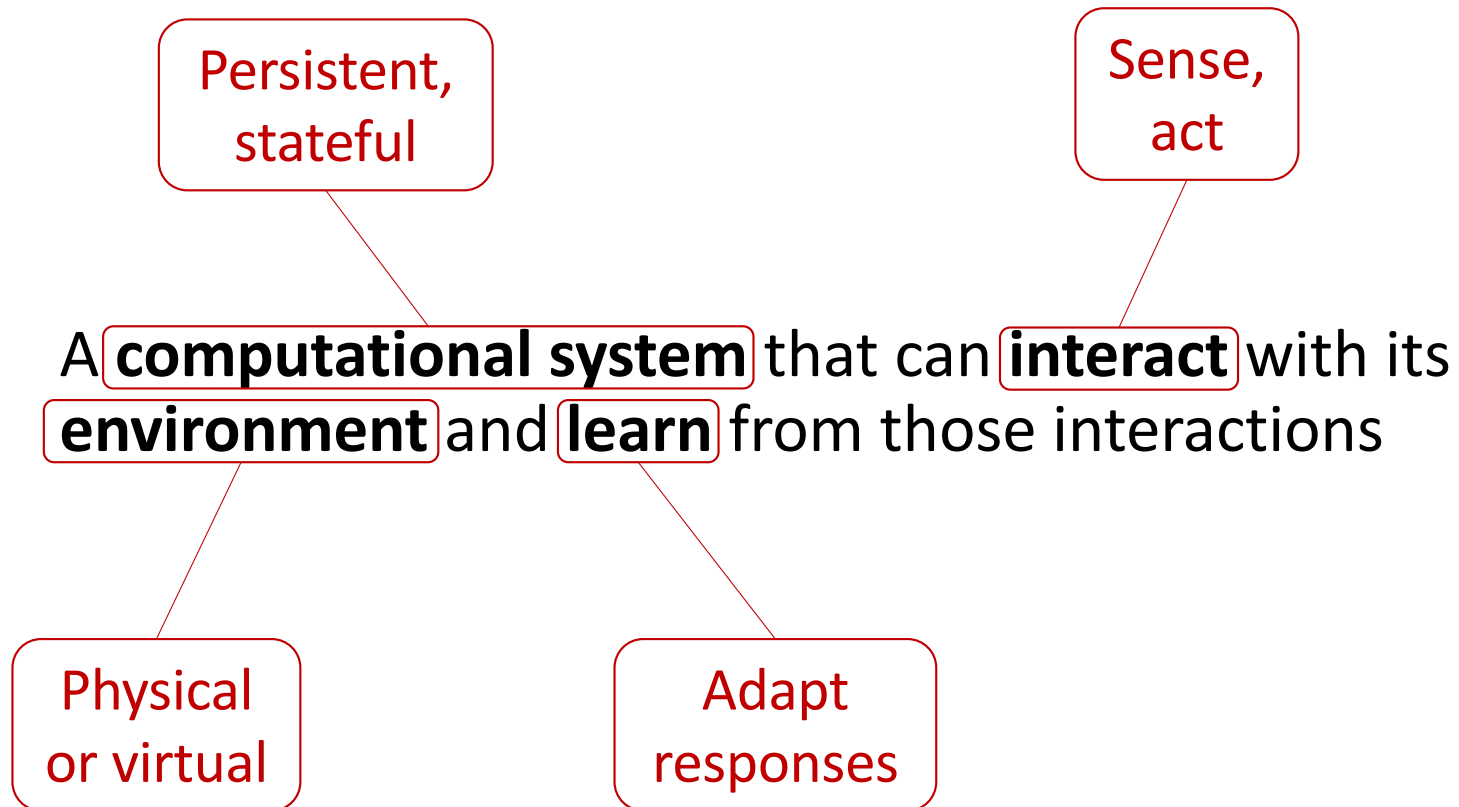 Persistent,
stateful
Sense,
act
A computational system that can interact with its
environment and learn from those interactions
Physical
or virtual
Adapt
responses